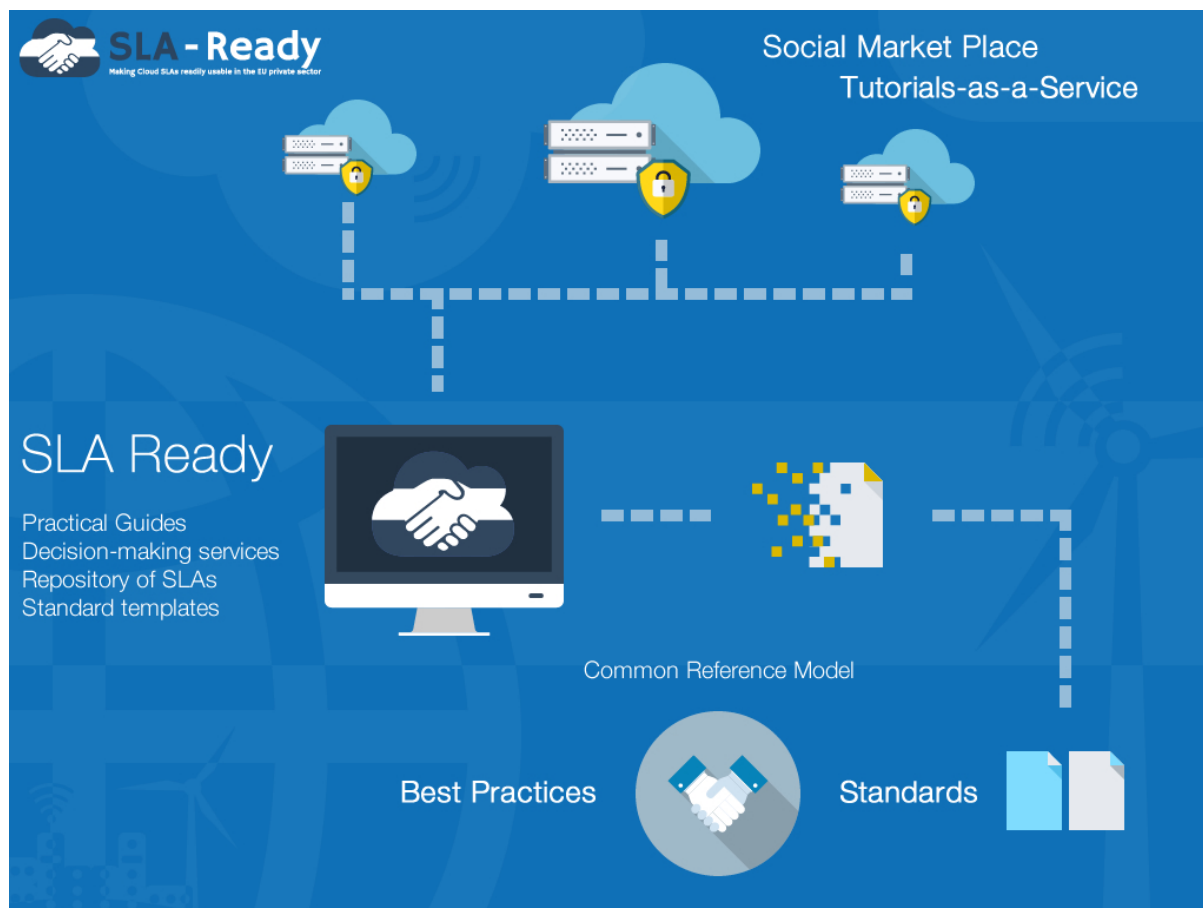 SLA - Ready
Making Cloud SLAs readily usable in the EU private sector
Social Market Place
Tutorials-as-a-Service
SLA Ready
Practical Guides
Decision-making services
Repository of SLAs
Standard templates
Common Reference Model
Best Practices
Standards